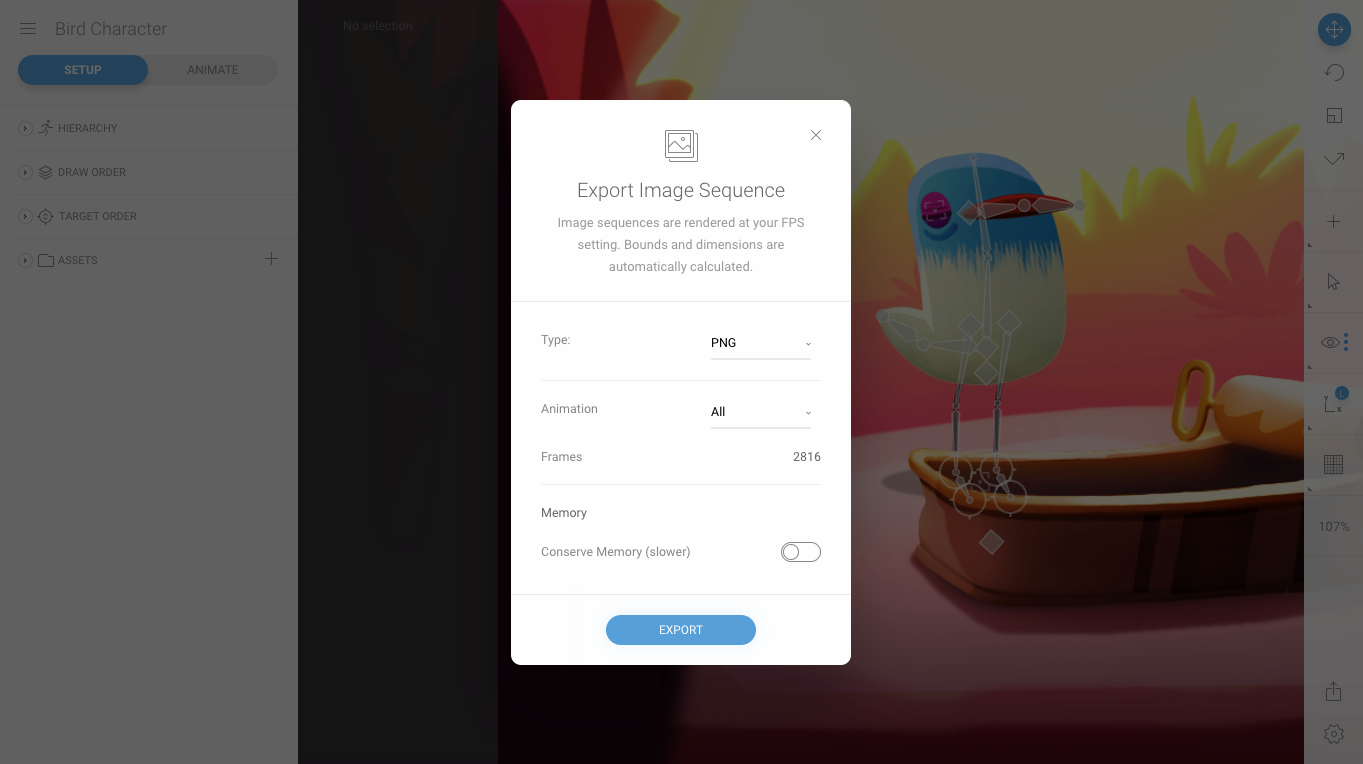 Bird Character
No selection
SETUP
ANIMATE
HIERARCHY
DRAW ORDER
TARGET ORDER
ASSETS
Export Image Sequence
Image sequences are rendered at your FPS
setting. Bounds and dimensions are
automatically calculated.
Type:
PNG
Animation
All
Frames
2816
Memory
Conserve Memory (slower)
EXPORT
L
Y
X
107%